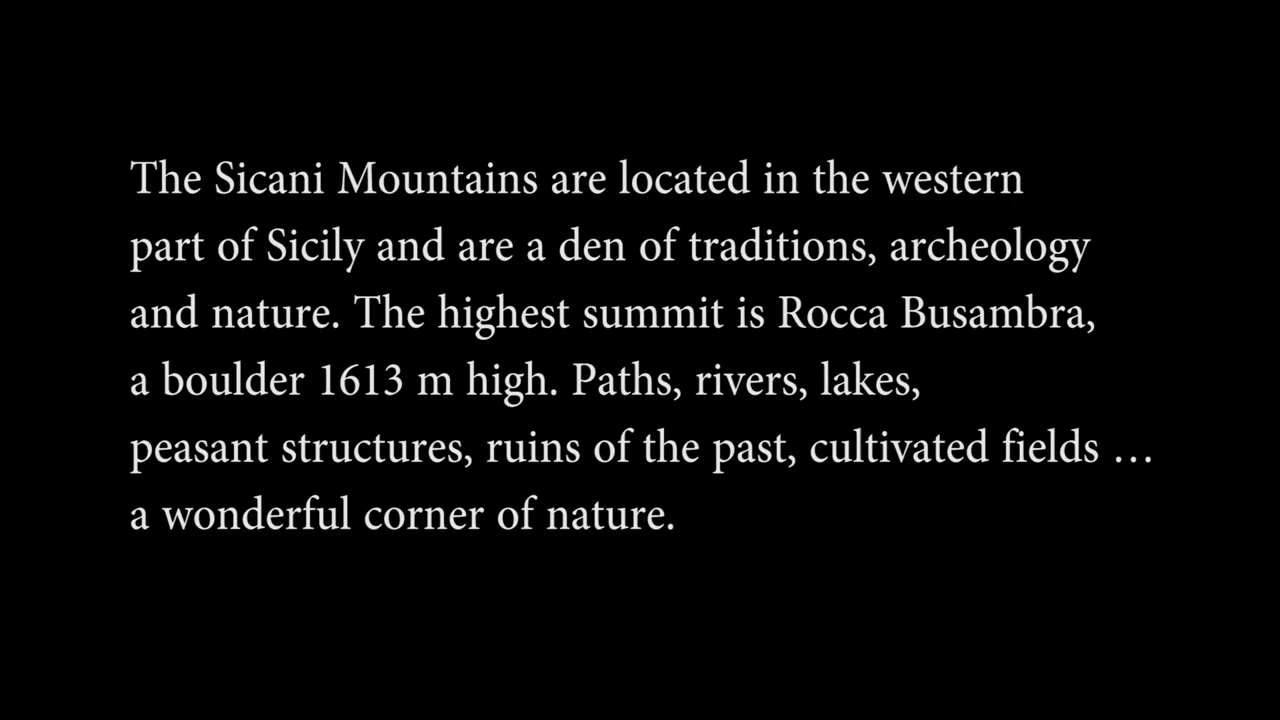 The Sicani Mountains are located in the western
part of Sicily and are a den of traditions, archeology
and nature. The highest summit is Rocca Busambra,
a boulder 1613 m high. Paths, rivers, lakes,
peasant structures, ruins of the past, cultivated fields …
a wonderful corner of nature.